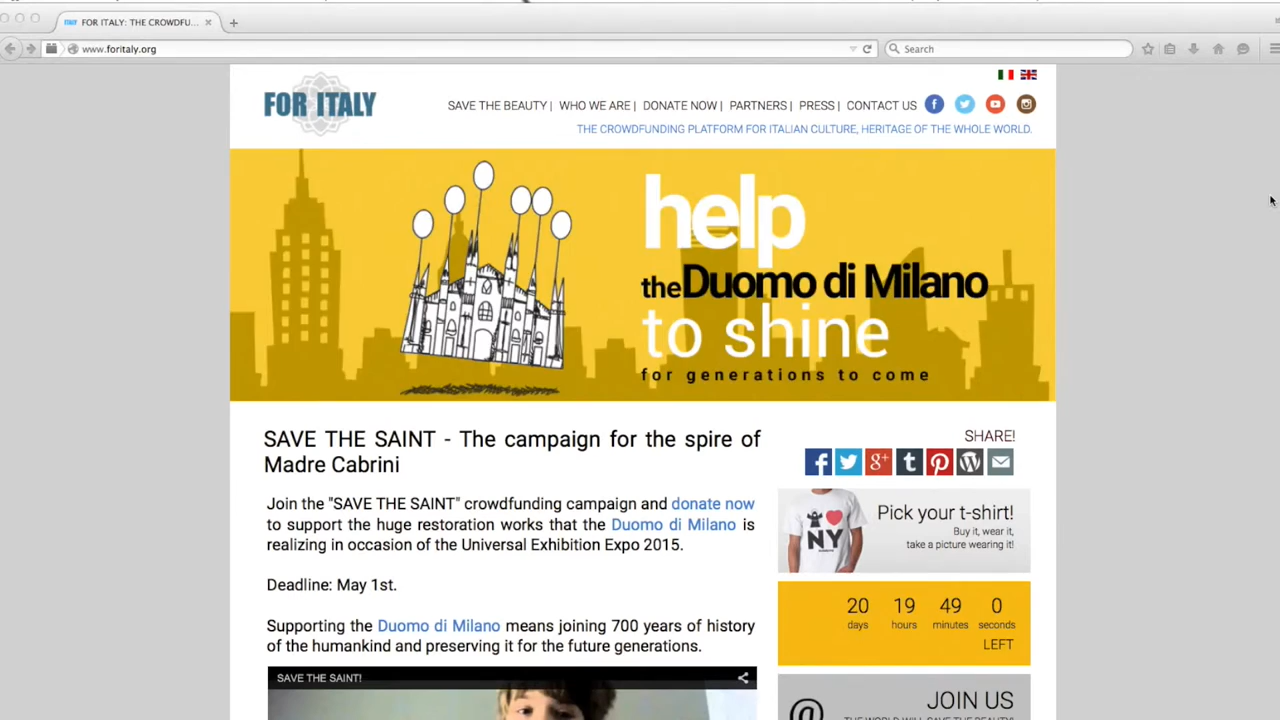 FOR ITALY: THE CROWDFU...
www.foritaly.org
Search
FOR ITALY
SAVE THE BEAUTY | WHO WE ARE | DONATE NOW | PARTNERS | PRESS | CONTACT US
THE CROWDFUNDING PLATFORM FOR ITALIAN CULTURE, HERITAGE OF THE WHOLE WORLD.
help
the Duomo di Milano
to shine
for generations to come
SAVE THE SAINT - The campaign for the spire of
Madre Cabrini
Join the "SAVE THE SAINT" crowdfunding campaign and donate now
to support the huge restoration works that the Duomo di Milano is
realizing in occasion of the Universal Exhibition Expo 2015.
Deadline: May 1st.
Supporting the Duomo di Milano means joining 700 years of history
of the humankind and preserving it for the future generations.
SAVE THE SAINT!
SHARE!
Pick your t-shirt!
Buy it, wear it,
take a picture wearing it!
NY
20 19 49 0
days hours minutes seconds
LEFT
@ JOIN US
THE WORLD WILL SAVE THE BEAUTY!